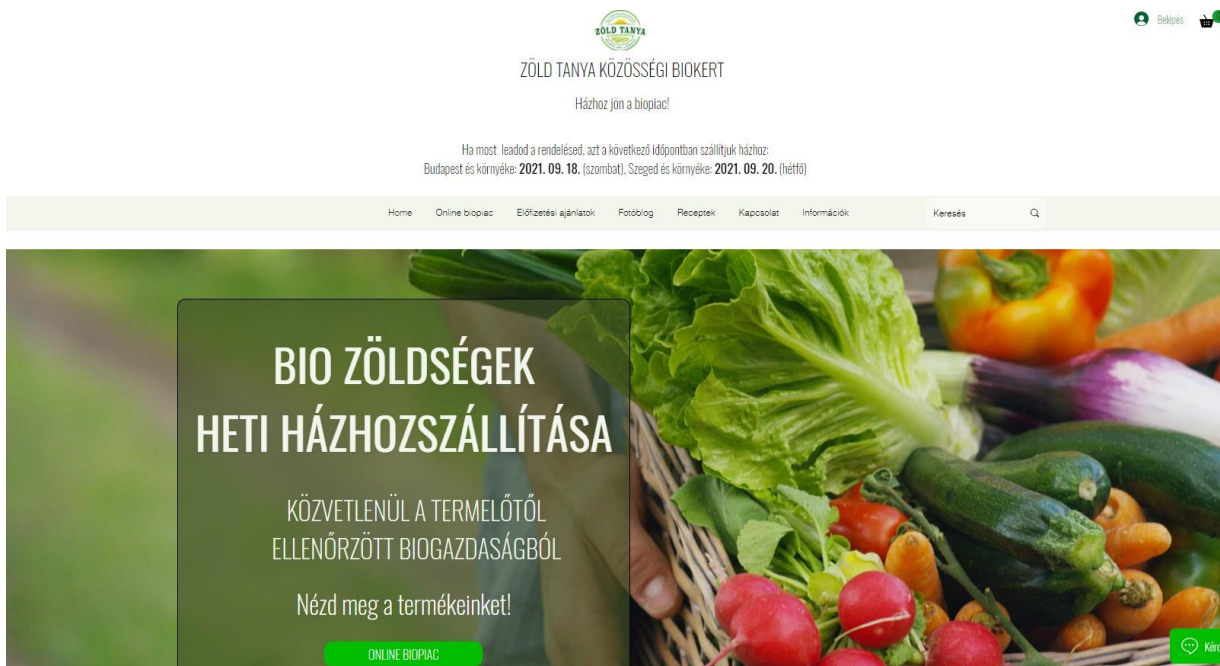 ZÖLD TANYA
Belépés
ZÖLD TANYA KÖZÖSSÉGI BIOKERT
Házhoz jön a biopiac!
Ha most leadod a rendelésed, azt a következő időpontban szállítjuk házhoz:
Budapest és környéke: 2021. 09. 18. (szombat), Szeged és környéke: 2021. 09. 20. (hétfő)
Home Online biopiac Előfizetési ajánlatok Fotóblog Receptek Kapcsolat Információk Keresés
BIO ZÖLDSÉGEK
HETI HÁZHOZSZÁLLÍTÁSA
KÖZVETLENÜL A TERMELŐTŐL
ELLENŐRZÖTT BIOGAZDASÁGBÓL
Nézd meg a termékeinket!
ONLINE BIOPIAC